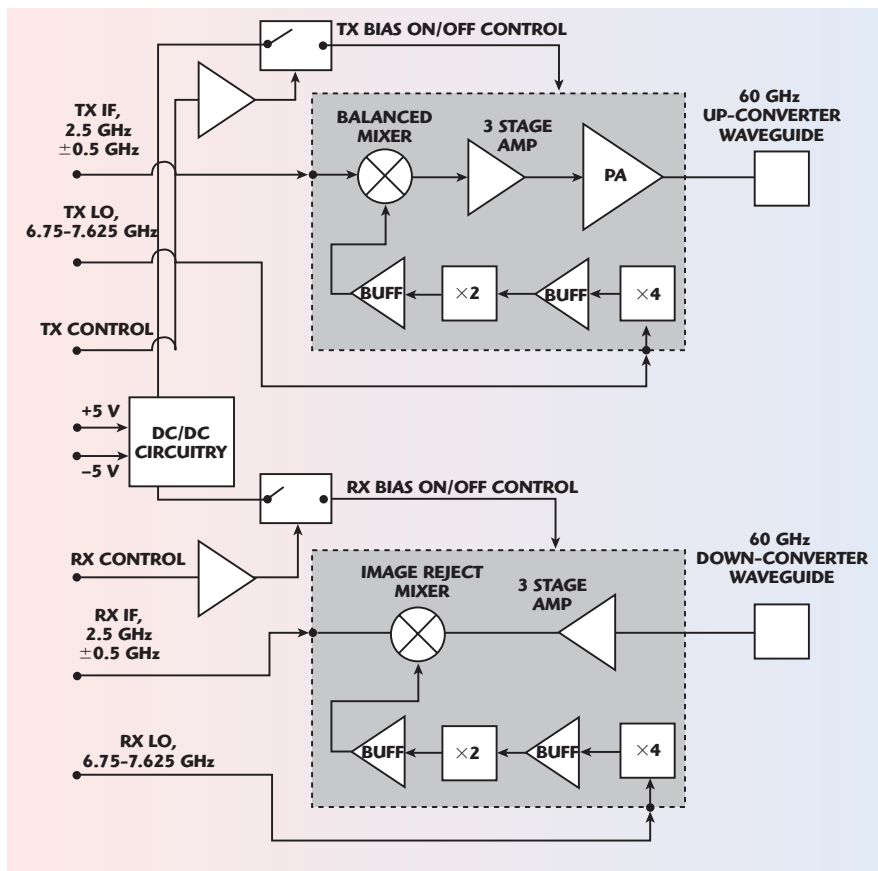 TX BIAS ON/OFF CONTROL
TX IF,
2.5 GHz
±0.5 GHz
BALANCED
MIXER
3 STAGE
AMP
PA
60 GHz
UP-CONVERTER
WAVEGUIDE
TX LO,
6.75-7.625 GHz
BUFF
×2
BUFF
×4
TX CONTROL
+5 V
–5 V
DC/DC
CIRCUITRY
RX BIAS ON/OFF CONTROL
RX CONTROL
IMAGE REJECT
MIXER
3 STAGE
AMP
60 GHz
DOWN-CONVERTER
WAVEGUIDE
RX IF,
2.5 GHz
±0.5 GHz
RX LO,
6.75-7.625 GHz
BUFF
×2
BUFF
×4